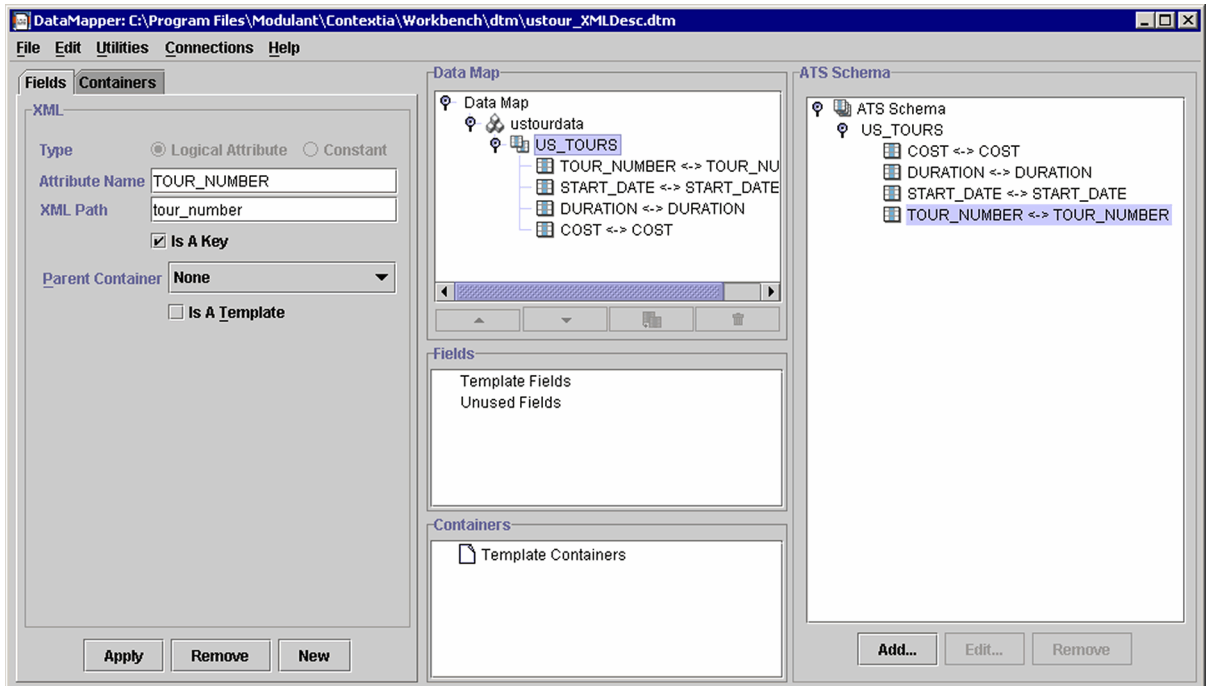 DataMapper: C:\Program Files\Modulant\Contextia\Workbench\dtm\ustour_XMLDesc.dtm
File Edit Utilities Connections Help
Fields Containers
XML
Type Logical Attribute Constant
Attribute Name TOUR_NUMBER
XML Path tour_number
Is A Key
Parent Container None
Is A Template
Apply Remove New
Data Map
Data Map
ustourdata
US_TOURS
TOUR_NUMBER <-> TOUR_NU
START_DATE <-> START_DATE
DURATION <-> DURATION
COST <-> COST
Fields
Template Fields
Unused Fields
Containers
Template Containers
ATS Schema
ATS Schema
US_TOURS
COST <-> COST
DURATION <-> DURATION
START_DATE <-> START_DATE
TOUR_NUMBER <-> TOUR_NUMBER
Add... Edit... Remove